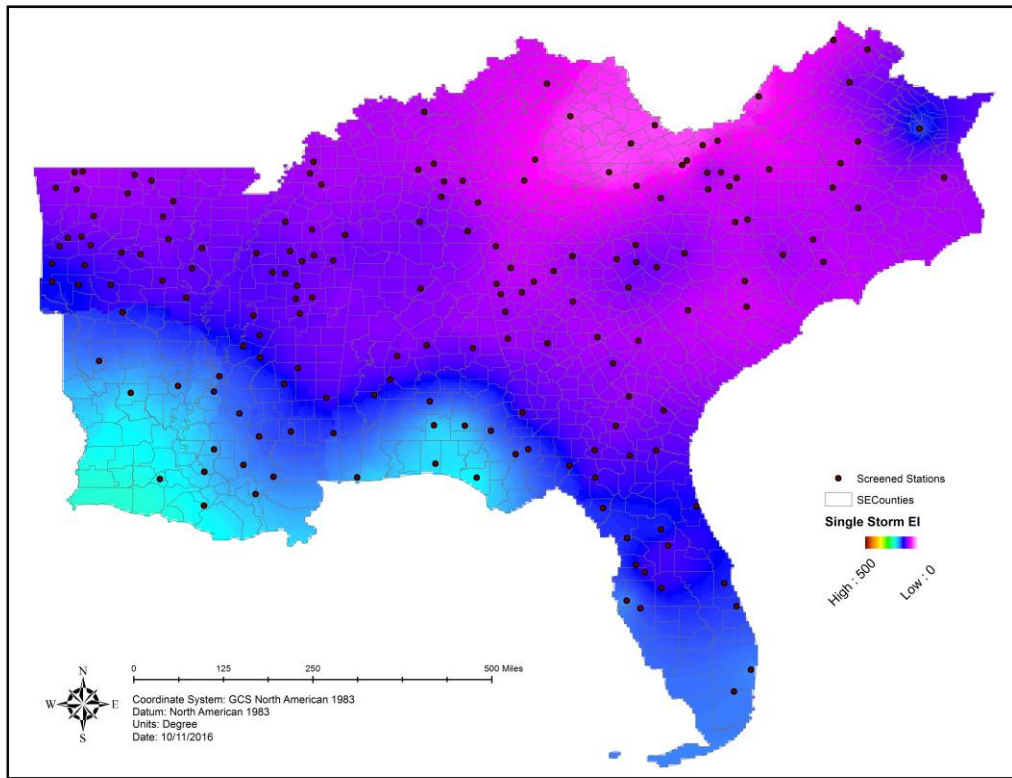 Screened Stations
SECounties
Single Storm EI
High : 500
Low : 0
0 125 250 500 Miles
N
W E
S
Coordinate System: GCS North American 1983
Datum: North American 1983
Units: Degree
Date: 10/11/2016